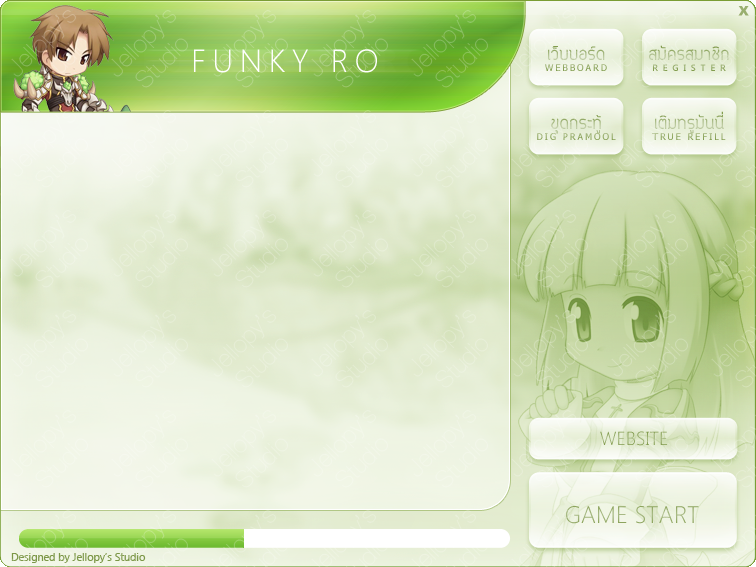 FUNKY RO
X
เว็บบอร์ด
WEBBOARD
สมัครสมาชิก
REGISTER
ขุดกระทู้
DIG PRAMOOL
เติมทรูมันนี่
TRUE REFILL
WEBSITE
GAME START
Designed by Jellopy's Studio
Jellopy's
Studio